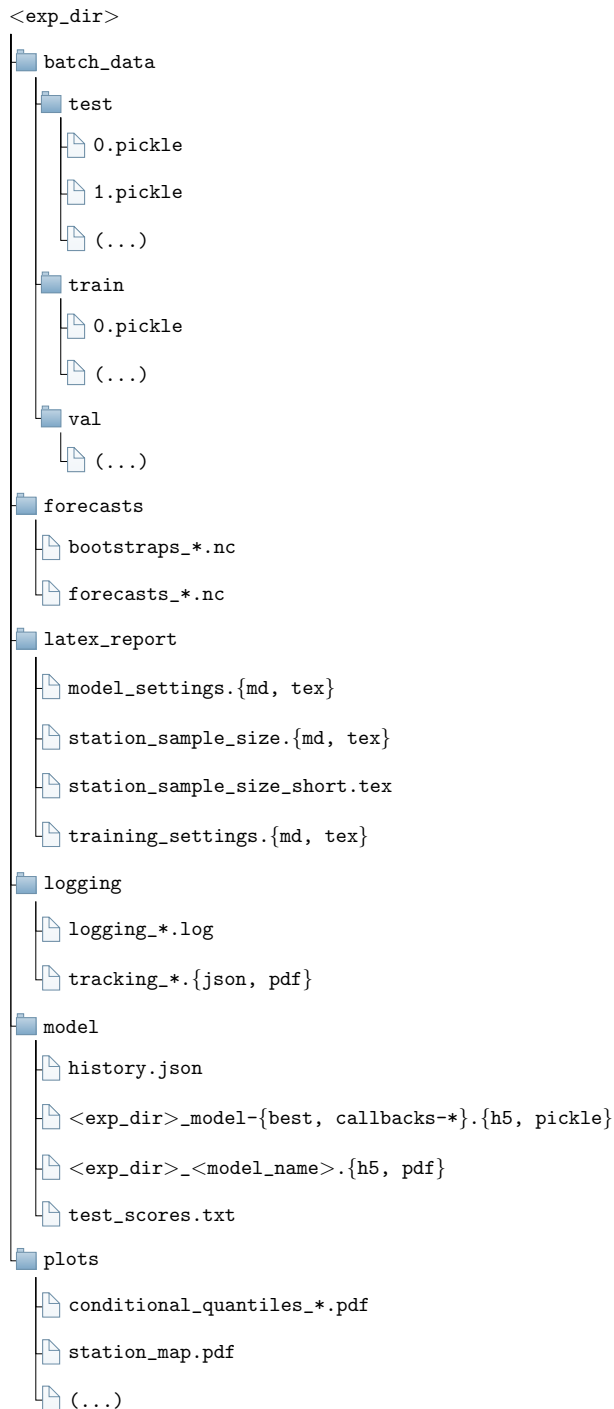 <exp_dir>
batch_data
test
0.pickle
1.pickle
(...)
train
0.pickle
(...)
val
(...)
forecasts
bootstraps_*.nc
forecasts_*.nc
latex_report
model_settings.{md, tex}
station_sample_size.{md, tex}
station_sample_size_short.tex
training_settings.{md, tex}
logging
logging_*.log
tracking_*.{json, pdf}
model
history.json
<exp_dir>_model-{best, callbacks-*}.{h5, pickle}
<exp_dir>_<model_name>.{h5, pdf}
test_scores.txt
plots
conditional_quantiles_*.pdf
station_map.pdf
(...)